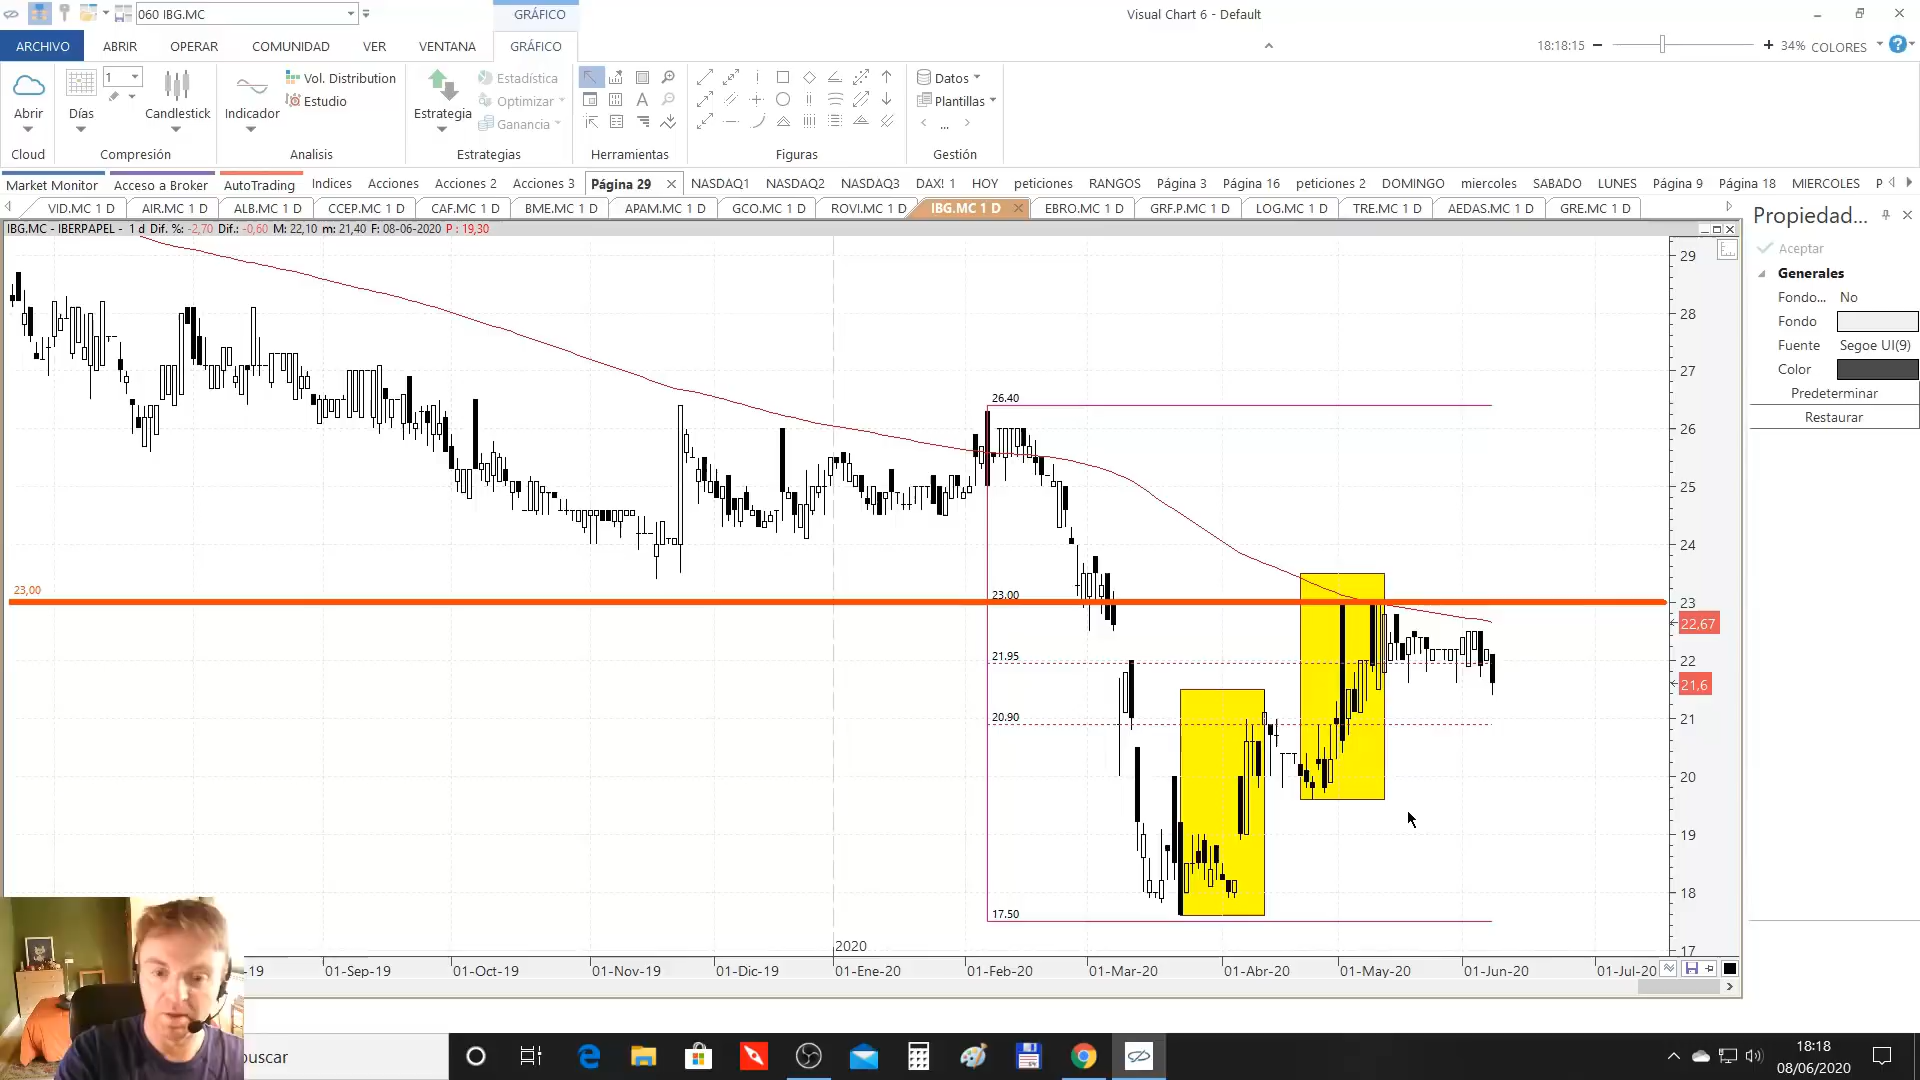 060 IBG.MC
GRÁFICO
Visual Chart 6 - Default
ARCHIVO ABRIR OPERAR COMUNIDAD VER VENTANA GRÁFICO
18:18:15 34% COLORES
1
Vol. Distribution
Estudio
Estadística
Optimizar
Ganancia
Datos
Plantillas
...
Abrir Días Candlestick Indicador Estrategia
Cloud Compresión Analisis Estrategias Herramientas Figuras Gestión
Market Monitor Acceso a Broker AutoTrading Indices Acciones Acciones 2 Acciones 3 Página 29 NASDAQ1 NASDAQ2 NASDAQ3 DAX! 1 HOY peticiones RANGOS Página 3 Página 16 peticiones 2 DOMINGO miercoles SABADO LUNES Página 9 Página 18 MIERCOLES P
VID.MC 1 D AIR.MC 1 D ALB.MC 1 D CCEP.MC 1 D CAF.MC 1 D BME.MC 1 D APAM.MC 1 D GCO.MC 1 D ROVI.MC 1 D IBG.MC 1 D EBRO.MC 1 D GRF.P.MC 1 D LOG.MC 1 D TRE.MC 1 D AEDAS.MC 1 D GRE.MC 1 D
IBG.MC - IBERPAPEL - 1 d Dif. %: -2,70 Dif.: -0,60 M: 22,10 m: 21,40 F: 08-06-2020 P : 19,30
Propiedad...
Aceptar
Generales
Fondo... No
Fondo
Fuente Segoe UI(9)
Color
Predeterminar
Restaurar
29
28
27
26.40
26
25
24
23,00
23.00
23
22,67
21.95
22
21,6
20.90
21
20
19
18
17.50
17
2020
-19 01-Sep-19 01-Oct-19 01-Nov-19 01-Dic-19 01-Ene-20 01-Feb-20 01-Mar-20 01-Abr-20 01-May-20 01-Jun-20 01-Jul-20
buscar
18:18
08/06/2020